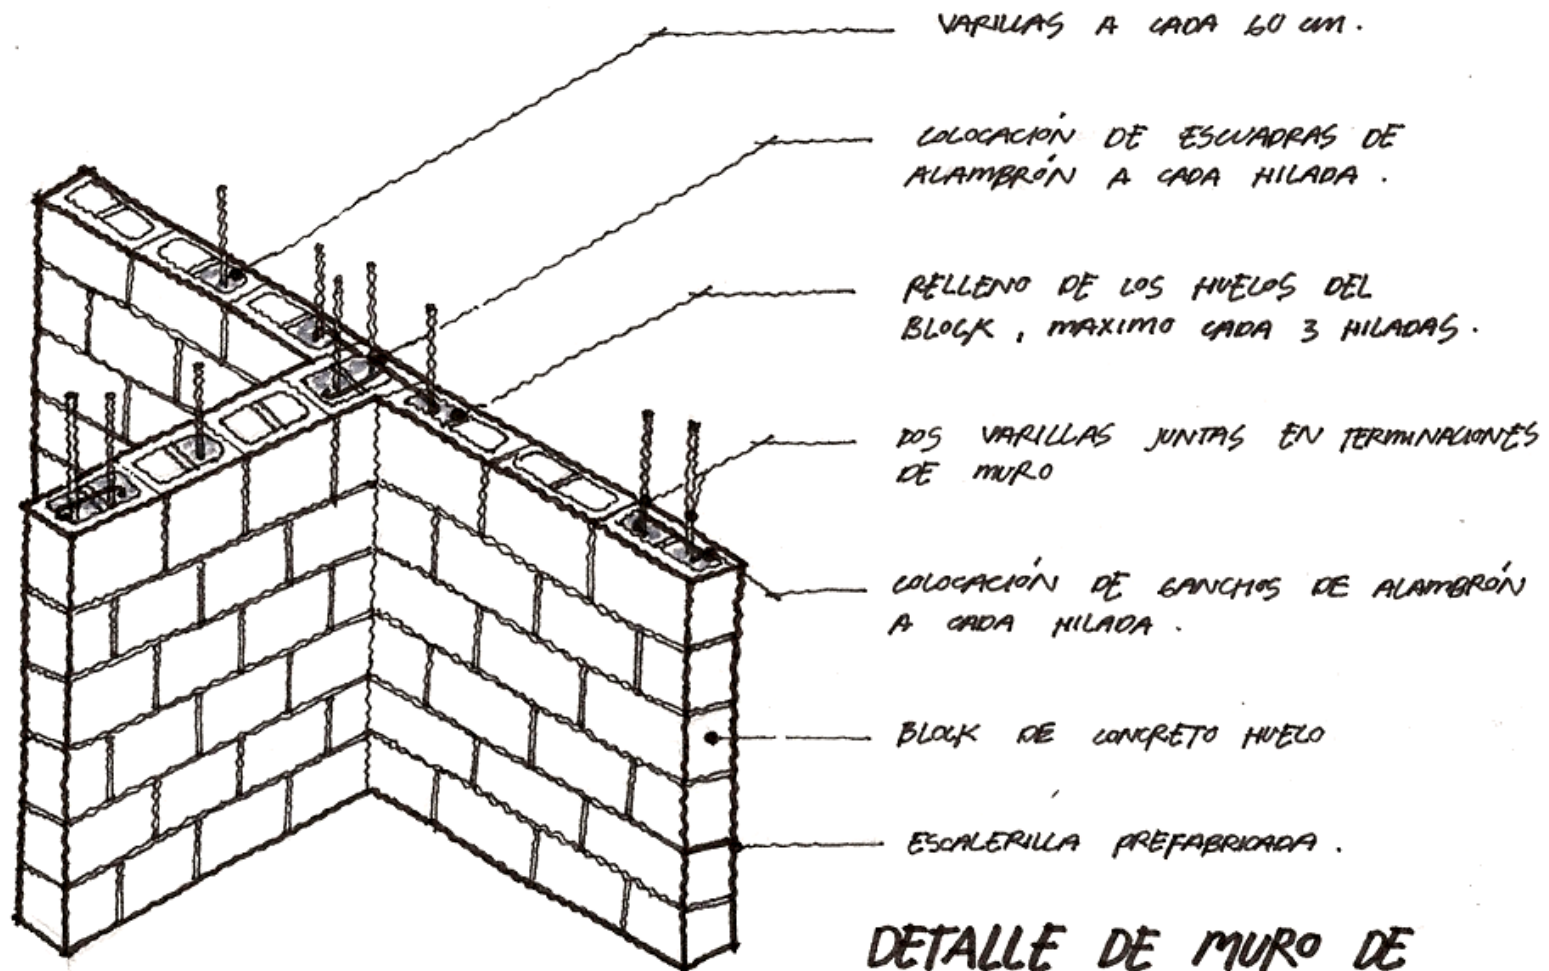 VARILLAS A CADA 60 CM.
COLOCACIÓN DE ESCUADRAS DE
ALAMBRÓN A CADA HILADA.
RELLENO DE LOS HUECOS DEL
BLOCK, MAXIMO CADA 3 HILADAS.
DOS VARILLAS JUNTAS EN TERMINACIONES
DE MURO
COLOCACIÓN DE GANCHOS DE ALAMBRÓN
A CADA HILADA.
BLOCK DE CONCRETO HUECO
ESCALERILLA PREFABRICADA.
DETALLE DE MURO DE